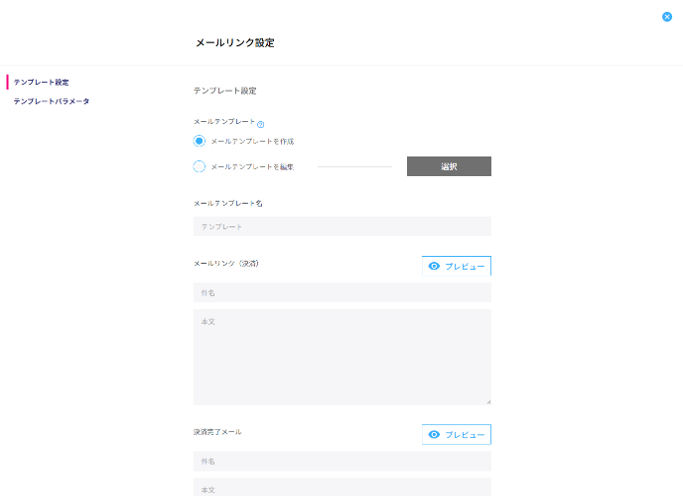 メールリンク設定
テンプレート設定
テンプレートパラメータ
テンプレート設定
メールテンプレート
メールテンプレートを作成
メールテンプレートを編集
選択
メールテンプレート名
テンプレート
メールリンク（決済）
プレビュー
件名
本文
決済完了メール
プレビュー
件名
本文